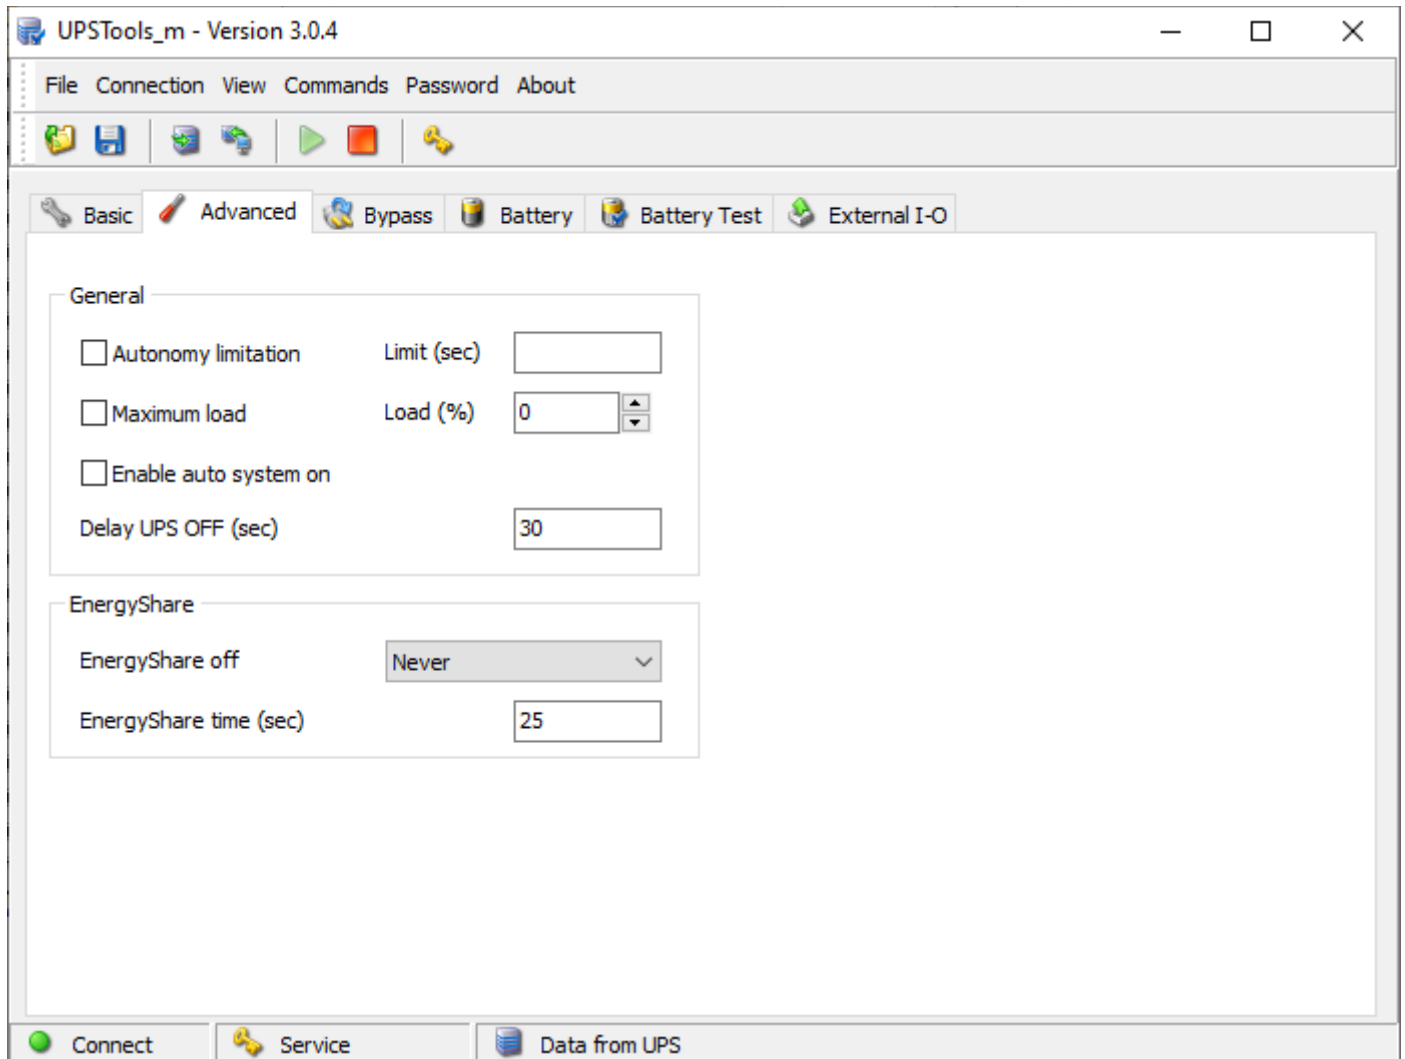 UPSTools_m - Version 3.0.4
File Connection View Commands Password About
Basic Advanced Bypass Battery Battery Test External I-O
General
Autonomy limitation Limit (sec)
Maximum load Load (%) 0
Enable auto system on
Delay UPS OFF (sec) 30
EnergyShare
EnergyShare off Never
EnergyShare time (sec) 25
Connect Service Data from UPS